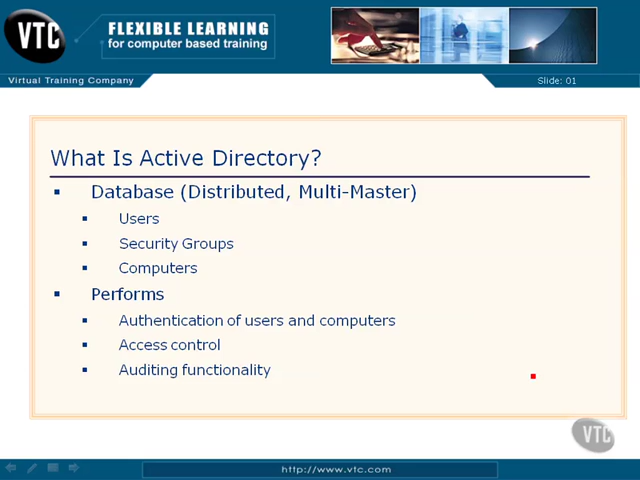 VTC
FLEXIBLE LEARNING
for computer based training
Virtual Training Company
Slide: 01
What Is Active Directory?
Database (Distributed, Multi-Master)
Users
Security Groups
Computers
Performs
Authentication of users and computers
Access control
Auditing functionality
VTC
http://www.vtc.com